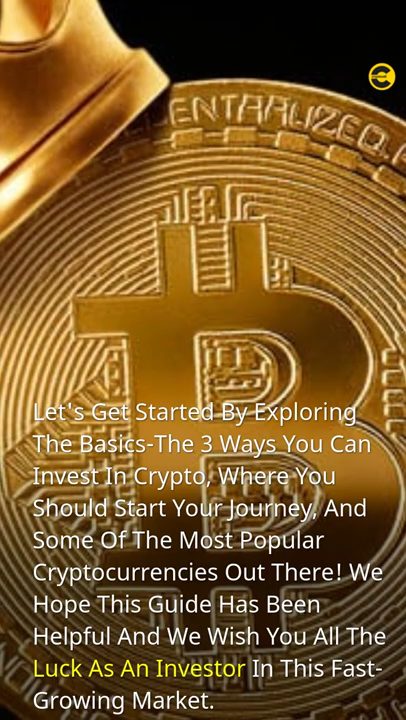 ENTRALIZED
Let's Get Started By Exploring
The Basics-The 3 Ways You Can
Invest In Crypto, Where You
Should Start Your Journey, And
Some Of The Most Popular
Cryptocurrencies Out There! We
Hope This Guide Has Been
Helpful And We Wish You All The
Luck As An Investor In This Fast-
Growing Market.